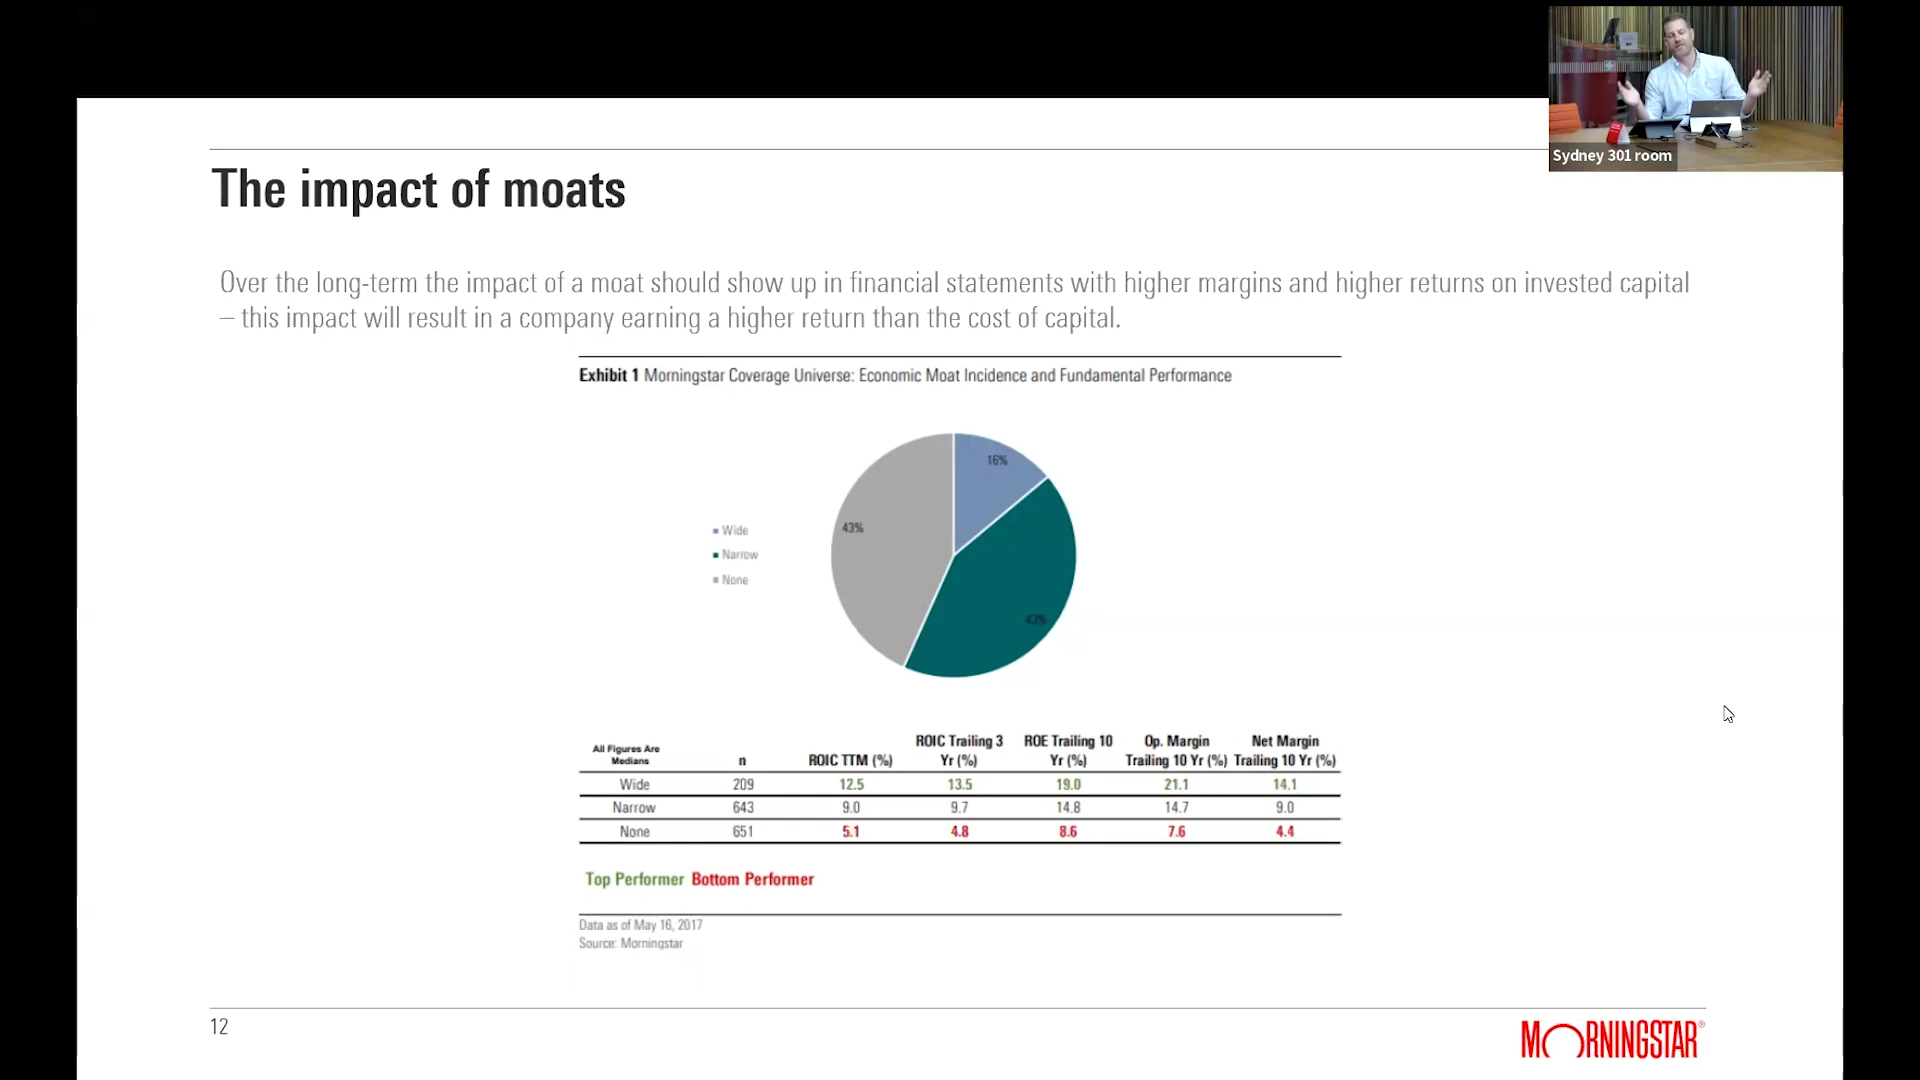 Sydney 301 room
The impact of moats
Over the long-term the impact of a moat should show up in financial statements with higher margins and higher returns on invested capital
– this impact will result in a company earning a higher return than the cost of capital.
Exhibit 1 Morningstar Coverage Universe: Economic Moat Incidence and Fundamental Performance
16%
43%
43%
Wide
Narrow
None
All Figures Are Medians n ROIC TTM (%) ROIC Trailing 3 Yr (%) ROE Trailing 10 Yr (%) Op. Margin Trailing 10 Yr (%) Net Margin Trailing 10 Yr (%)
Wide 209 12.5 13.5 19.0 21.1 14.1
Narrow 643 9.0 9.7 14.8 14.7 9.0
None 651 5.1 4.8 8.6 7.6 4.4
Top Performer Bottom Performer
Data as of May 16, 2017
Source: Morningstar
12
MORNINGSTAR®